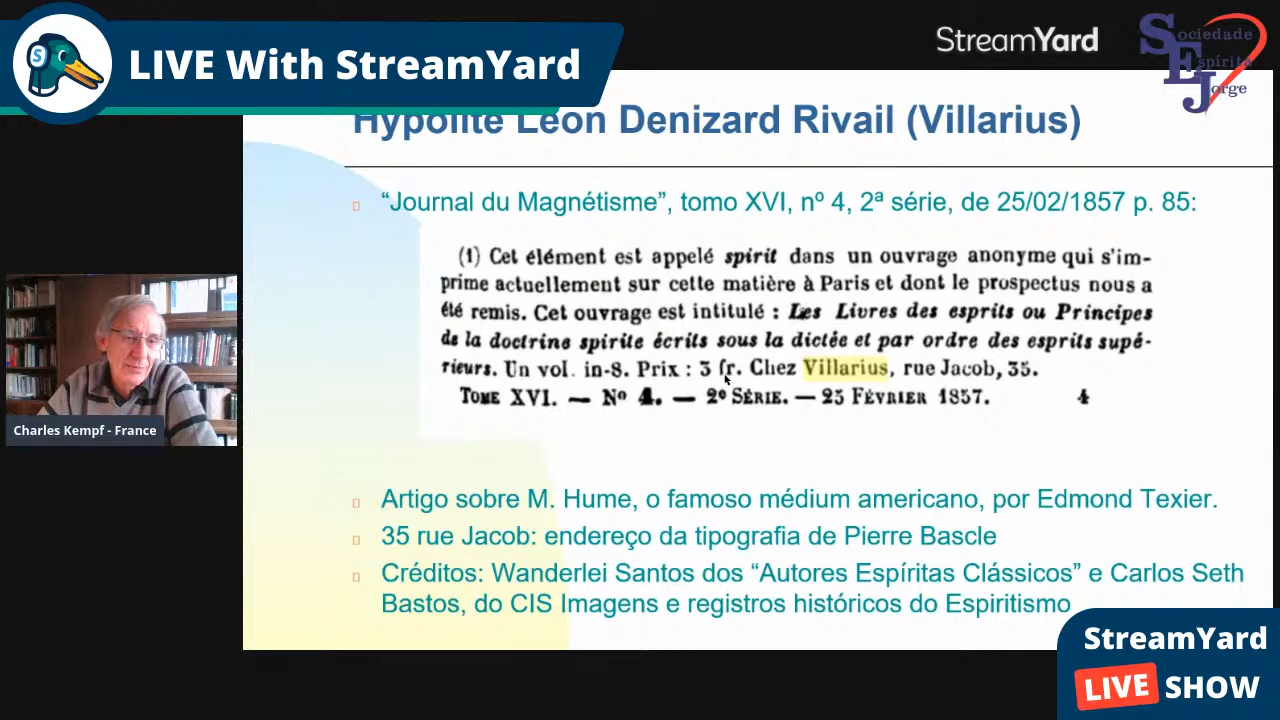 LIVE With StreamYard
StreamYard
Sociedade
Espírita
Jorge
Hypolite Léon Denizard Rivail (Villarius)
“Journal du Magnétisme”, tomo XVI, nº 4, 2ª série, de 25/02/1857 p. 85:
(1) Cet élément est appelé spirit dans un ouvrage anonyme qui s'im-
prime actuellement sur cette matière à Paris et dont le prospectus nous a
été remis. Cet ouvrage est intitulé : Les Livres des esprits ou Principes
de la doctrine spirite écrits sous la dictée et par ordre des esprits supé-
rieurs. Un vol. in-8. Prix : 3 fr. Chez Villarius, rue Jacob, 35.
TOME XVI. — Nº 4. — 2e SÉRIE. — 25 FÉVRIER 1857. 4
Charles Kempf - France
Artigo sobre M. Hume, o famoso médium americano, por Edmond Texier.
35 rue Jacob: endereço da tipografia de Pierre Bascle
Créditos: Wanderlei Santos dos “Autores Espíritas Clássicos” e Carlos Seth
Bastos, do CIS Imagens e registros históricos do Espiritismo
StreamYard
LIVE SHOW